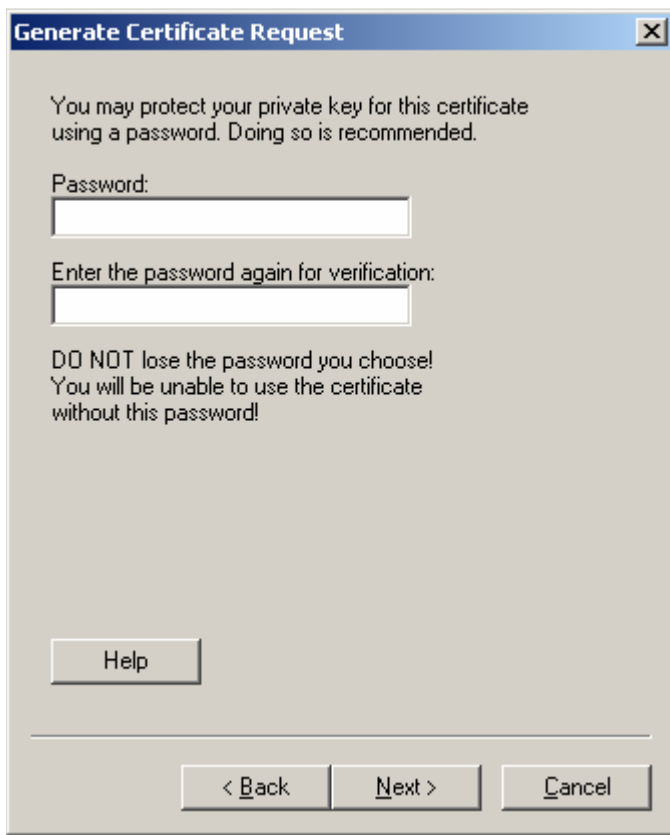 Generate Certificate Request
You may protect your private key for this certificate
using a password. Doing so is recommended.
Password:
Enter the password again for verification:
DO NOT lose the password you choose!
You will be unable to use the certificate
without this password!
Help
< Back Next > Cancel